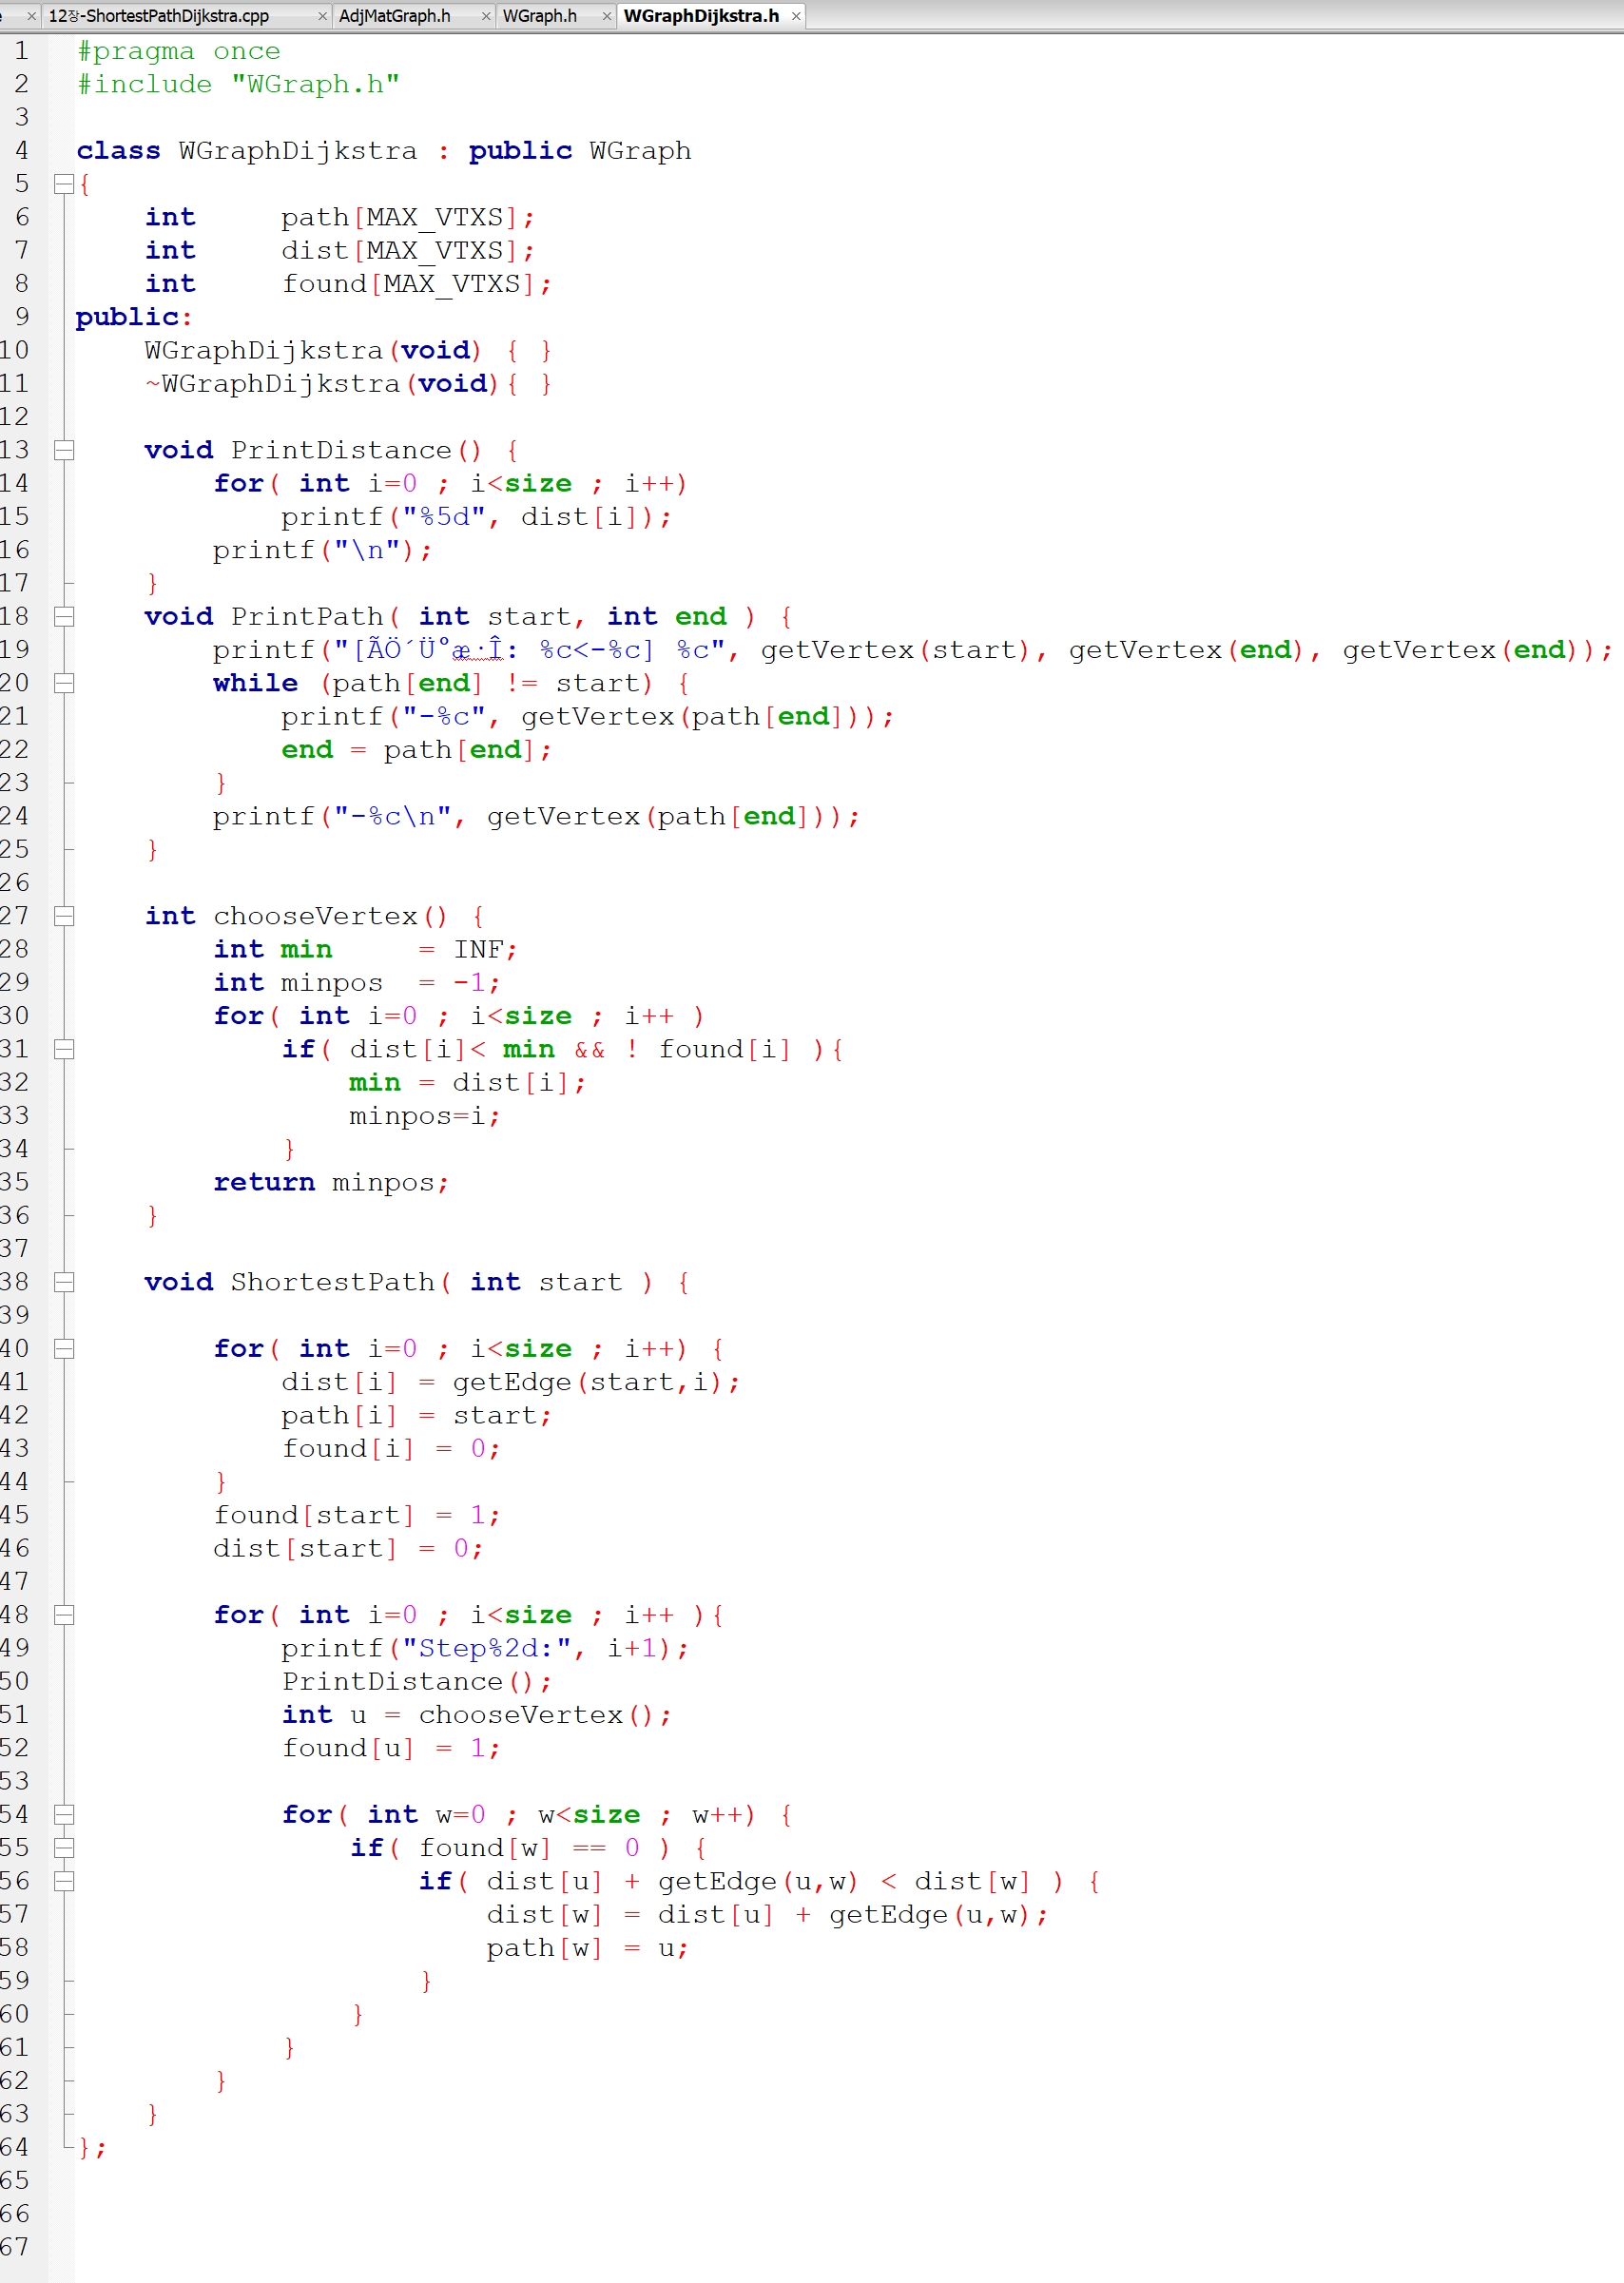 12장-ShortestPathDijkstra.cpp × AdjMatGraph.h × WGraph.h × WGraphDijkstra.h ×
1 #pragma once
2 #include "WGraph.h"
3
4 class WGraphDijkstra : public WGraph
5 {
6 int path[MAX_VTXS];
7 int dist[MAX_VTXS];
8 int found[MAX_VTXS];
9 public:
10 WGraphDijkstra(void) { }
11 ~WGraphDijkstra(void){ }
12
13 void PrintDistance() {
14 for( int i=0 ; i<size ; i++)
15 printf("%5d", dist[i]);
16 printf("\n");
17 }
18 void PrintPath( int start, int end ) {
19 printf("[ÃÖ´Ü°æ·Î: %c<-%c] %c", getVertex(start), getVertex(end), getVertex(end));
20 while (path[end] != start) {
21 printf("-%c", getVertex(path[end]));
22 end = path[end];
23 }
24 printf("-%c\n", getVertex(path[end]));
25 }
26
27 int chooseVertex() {
28 int min = INF;
29 int minpos = -1;
30 for( int i=0 ; i<size ; i++ )
31 if( dist[i]< min && ! found[i] ){
32 min = dist[i];
33 minpos=i;
34 }
35 return minpos;
36 }
37
38 void ShortestPath( int start ) {
39
40 for( int i=0 ; i<size ; i++) {
41 dist[i] = getEdge(start,i);
42 path[i] = start;
43 found[i] = 0;
44 }
45 found[start] = 1;
46 dist[start] = 0;
47
48 for( int i=0 ; i<size ; i++ ){
49 printf("Step%2d:", i+1);
50 PrintDistance();
51 int u = chooseVertex();
52 found[u] = 1;
53
54 for( int w=0 ; w<size ; w++) {
55 if( found[w] == 0 ) {
56 if( dist[u] + getEdge(u,w) < dist[w] ) {
57 dist[w] = dist[u] + getEdge(u,w);
58 path[w] = u;
59 }
60 }
61 }
62 }
63 }
64 };
65
66
67